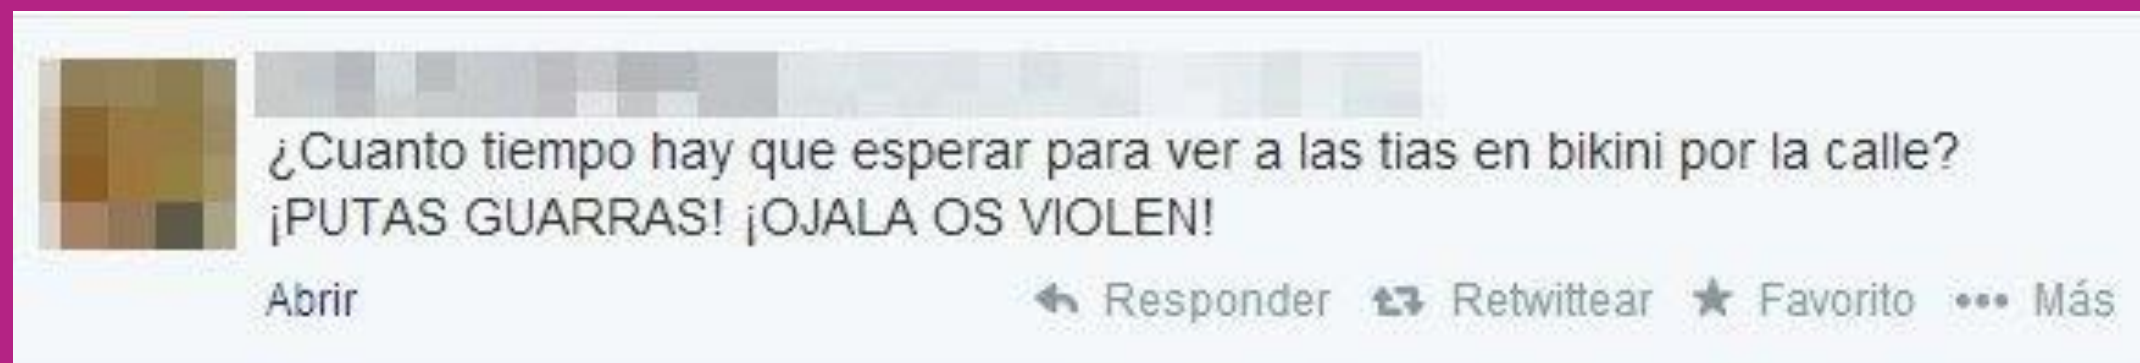 ¿Cuanto tiempo hay que esperar para ver a las tias en bikini por la calle?
¡PUTAS GUARRAS! ¡OJALA OS VIOLEN!
Abrir Responder Retwittear Favorito Más